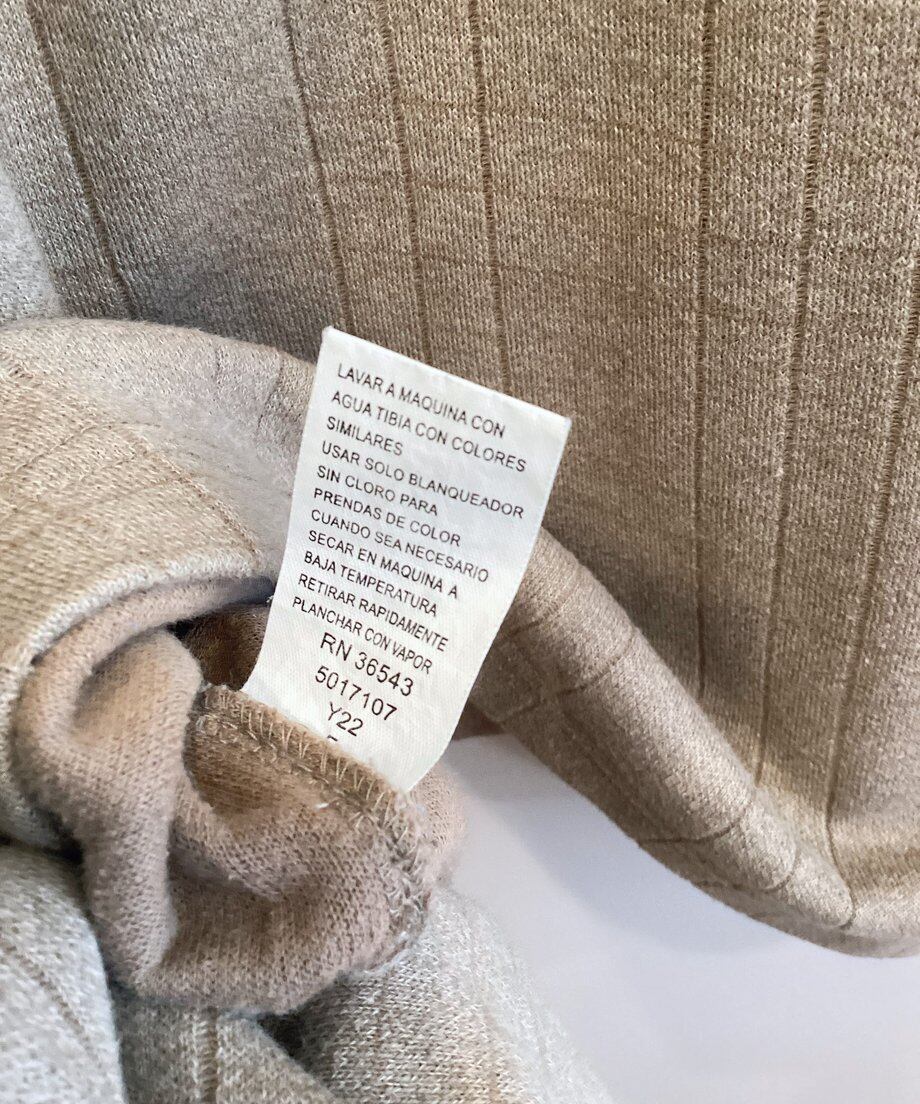 LAVAR A MAQUINA CON
AGUA TIBIA CON COLORES
SIMILARES
USAR SOLO BLANQUEADOR
SIN CLORO PARA
PRENDAS DE COLOR
CUANDO SEA NECESARIO
SECAR EN MAQUINA A
BAJA TEMPERATURA
RETIRAR RAPIDAMENTE
PLANCHAR CON VAPOR
RN 36543
5017107
Y22